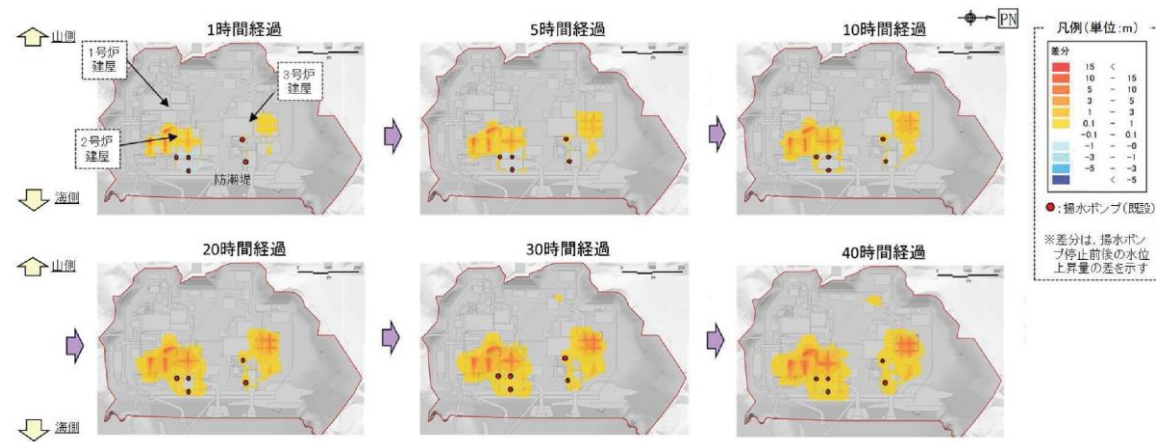 1時間経過
5時間経過
10時間経過
PN
山側
1号炉
建屋
3号炉
建屋
2号炉
建屋
防潮堤
海側
凡例(単位:m)
差分
15 <
10 - 15
5 - 10
3 - 5
1 - 3
0.1 - 1
-0.1 - 0.1
-1 - -0
-3 - -1
-5 - -3
< -5
:揚水ポンプ(既設)
※差分は、揚水ポン
プ停止前後の水位
上昇量の差を示す
20時間経過
30時間経過
40時間経過
山側
海側